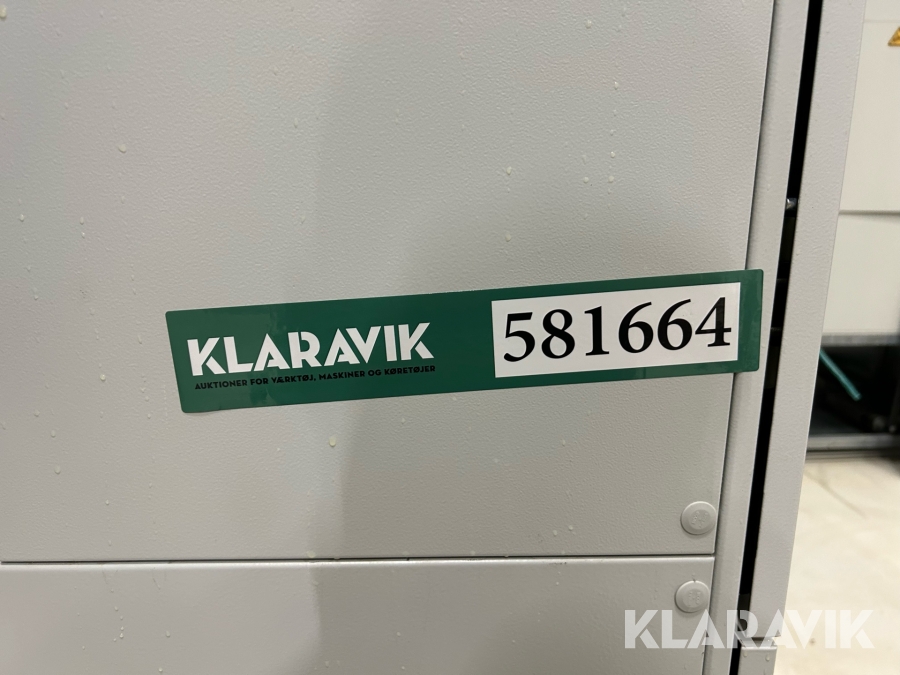 KLARAVIK
AUKTIONER FOR VÆRKTØJ, MASKINER OG KØRETØJER
581664
KLARAVIK